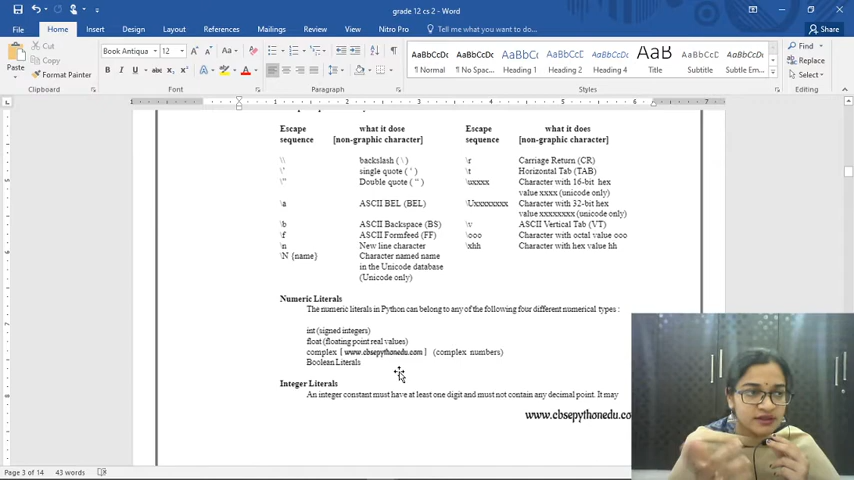 grade 12 cs 2 - Word
File Home Insert Design Layout References Mailings Review View Nitro Pro Tell me what you want to do... Share
Paste Cut Copy Format Painter
Book Antiqua 12
AaBbCcDc AaBbCcDc AaBbCc AaBbCcC AaBbCcC AaB AaBbCcD AaBbCcD
¶ Normal ¶ No Spac... Heading 1 Heading 2 Heading 4 Title Subtitle Subtle Em...
Find
Replace
Select
Clipboard Font Paragraph Styles Editing
Escape what it dose Escape what it does
sequence [non-graphic character] sequence [non-graphic character]
\\ backslash ( \ ) \r Carriage Return (CR)
\' single quote ( ' ) \t Horizontal Tab (TAB)
\" Double quote ( " ) \uxxxx Character with 16-bit hex
value xxxx (unicode only)
\a ASCII BEL (BEL) \Uxxxxxxxx Character with 32-bit hex
value xxxxxxxx (unicode only)
\b ASCII Backspace (BS) \v ASCII Vertical Tab (VT)
\f ASCII Formfeed (FF) \ooo Character with octal value ooo
\n New line character \xhh Character with hex value hh
\N {name} Character named name
in the Unicode database
(Unicode only)
Numeric Literals
The numeric literals in Python can belong to any of the following four different numerical types :
int (signed integers)
float (floating point real values)
complex [ www.cbsepythonedu.com ] (complex numbers)
Boolean Literals
Integer Literals
An integer constant must have at least one digit and must not contain any decimal point. It may
www.cbsepythonedu.co
Page 3 of 14 43 words